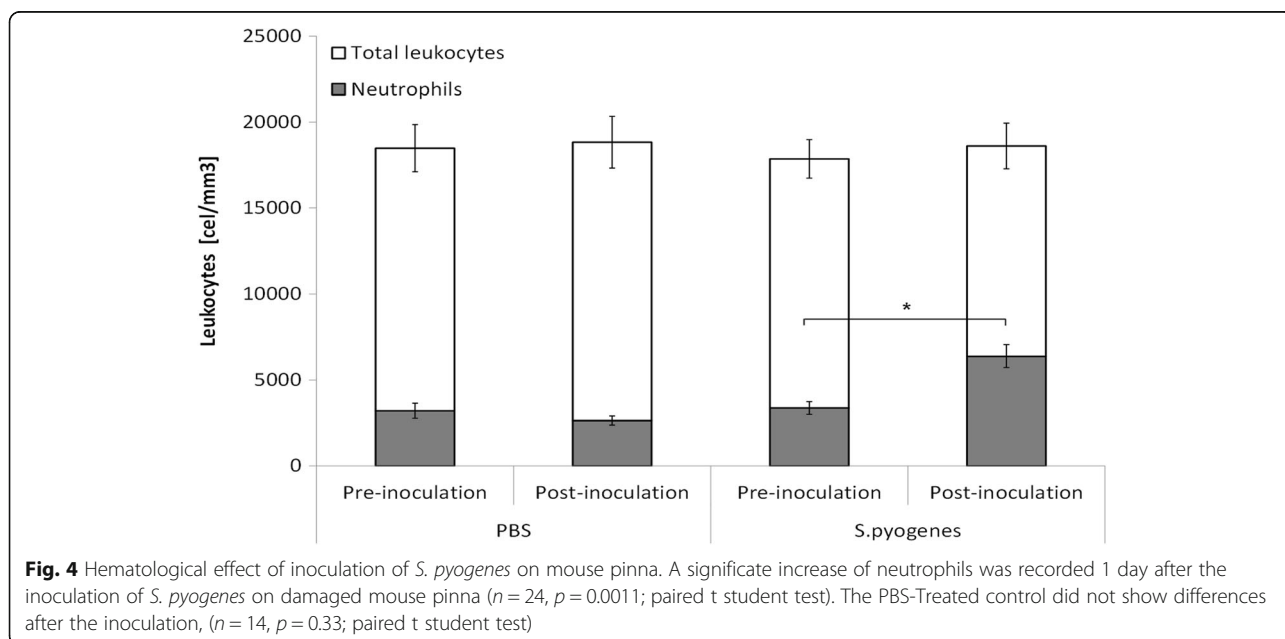 25000
Total leukocytes
Neutrophils
20000
15000
10000
5000
0
Leukocytes [cel/mm3]
*
Pre-inoculation Post-inoculation Pre-inoculation Post-inoculation
PBS S.pyogenes
Fig. 4 Hematological effect of inoculation of S. pyogenes on mouse pinna. A significate increase of neutrophils was recorded 1 day after the
inoculation of S. pyogenes on damaged mouse pinna (n = 24, p = 0.0011; paired t student test). The PBS-Treated control did not show differences
after the inoculation, (n = 14, p = 0.33; paired t student test)